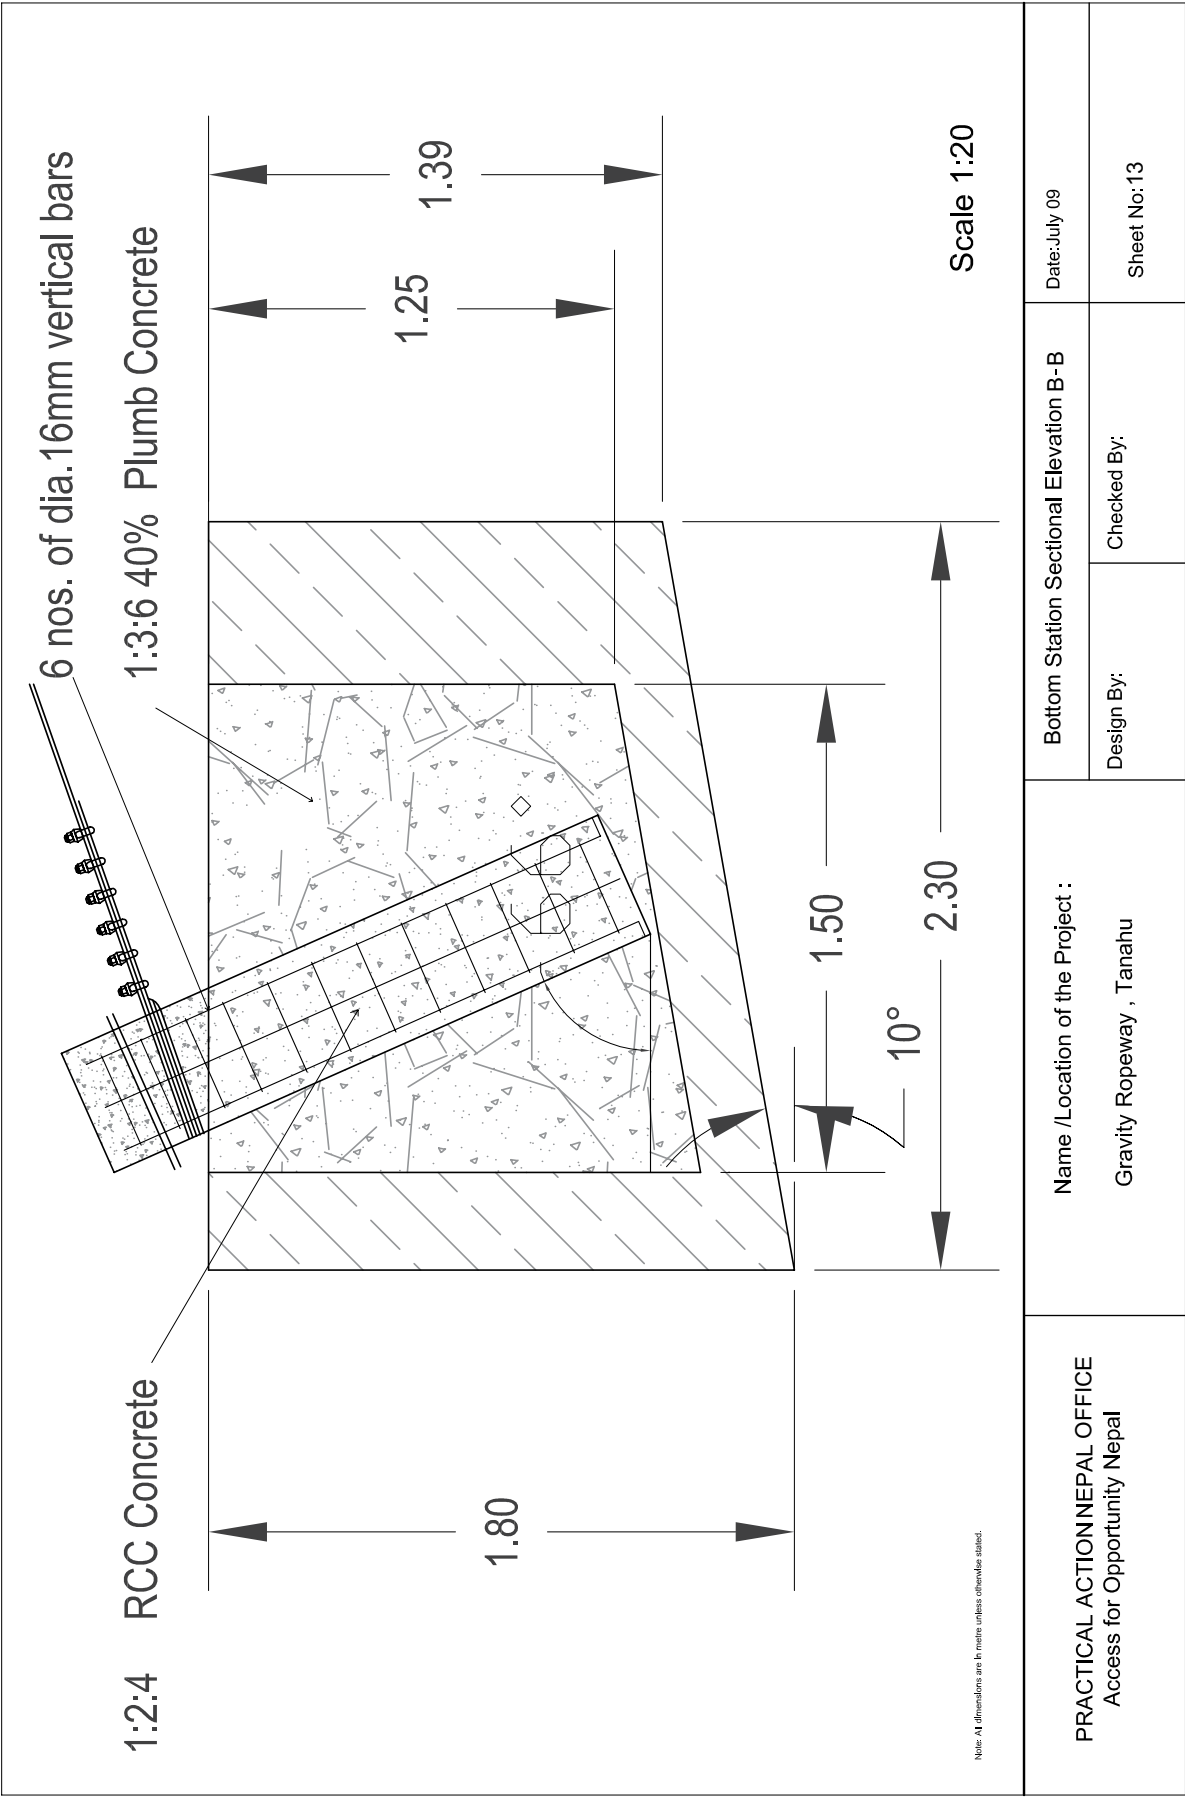 6 nos. of dia.16mm vertical bars
1:2:4 RCC Concrete
1:3:6 40% Plumb Concrete
1.39
1.25
1.80
1.50
10°
2.30
Scale 1:20
Note: All dimensions are in metre unless otherwise stated.
PRACTICAL ACTION NEPAL OFFICE
Access for Opportunity Nepal
Name /Location of the Project :
Gravity Ropeway , Tanahu
Bottom Station Sectional Elevation B-B
Design By:
Checked By:
Date:July 09
Sheet No:13